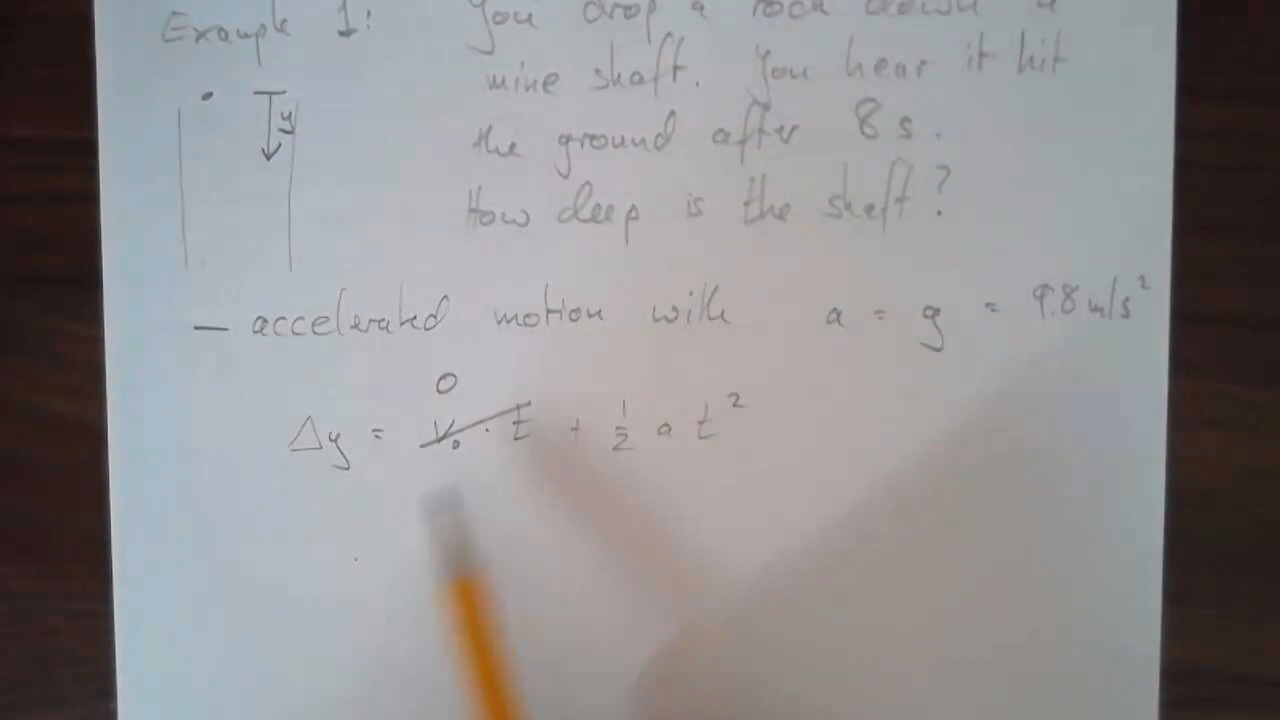 Example 1: You drop a rock down a
mine shaft. You hear it hit
the ground after 8 s.
How deep is the shaft?
y
— accelerated motion with a = g = 9.8 m/s²
0
Δy = v₀ · t + ½ a t²